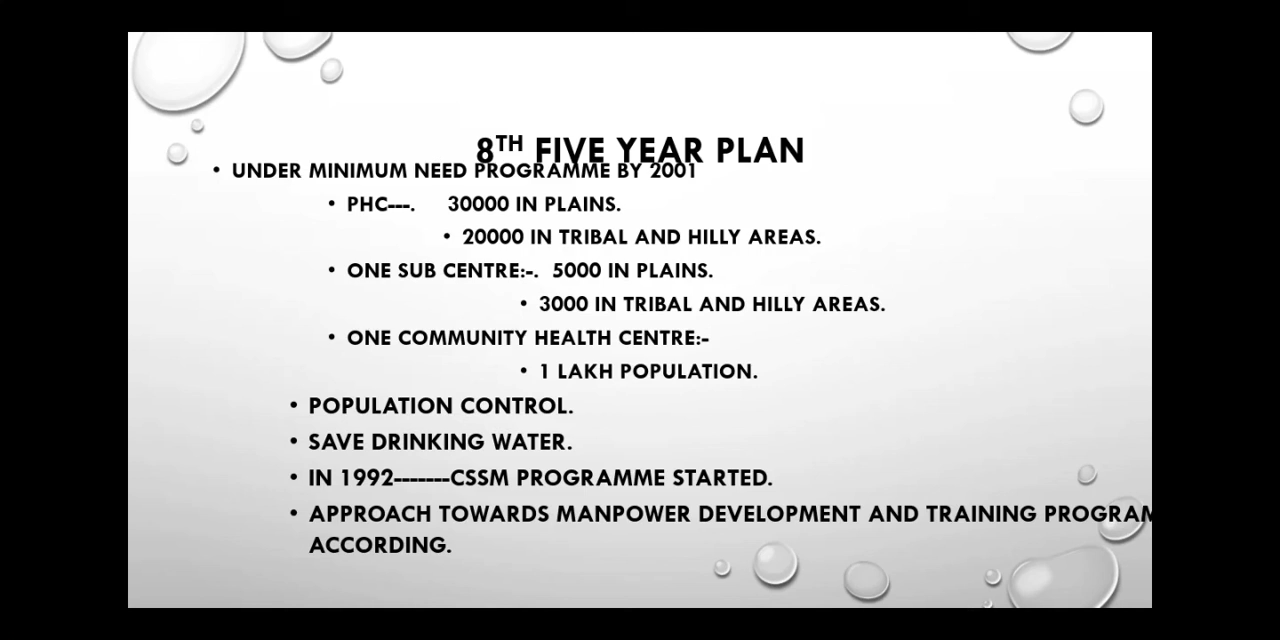 8TH FIVE YEAR PLAN
• UNDER MINIMUM NEED PROGRAMME BY 2001
• PHC---. 30000 IN PLAINS.
• 20000 IN TRIBAL AND HILLY AREAS.
• ONE SUB CENTRE:-. 5000 IN PLAINS.
• 3000 IN TRIBAL AND HILLY AREAS.
• ONE COMMUNITY HEALTH CENTRE:-
• 1 LAKH POPULATION.
• POPULATION CONTROL.
• SAVE DRINKING WATER.
• IN 1992-------CSSM PROGRAMME STARTED.
• APPROACH TOWARDS MANPOWER DEVELOPMENT AND TRAINING PROGRAM
ACCORDING.